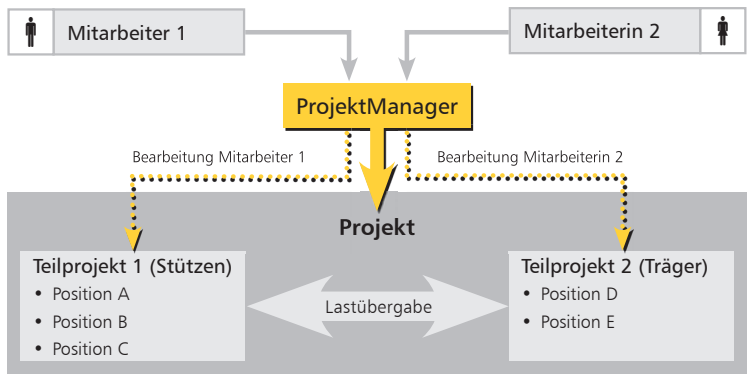 Mitarbeiter 1
Mitarbeiterin 2
ProjektManager
Bearbeitung Mitarbeiter 1
Bearbeitung Mitarbeiterin 2
Projekt
Teilprojekt 1 (Stützen)
• Position A
• Position B
• Position C
Lastübergabe
Teilprojekt 2 (Träger)
• Position D
• Position E